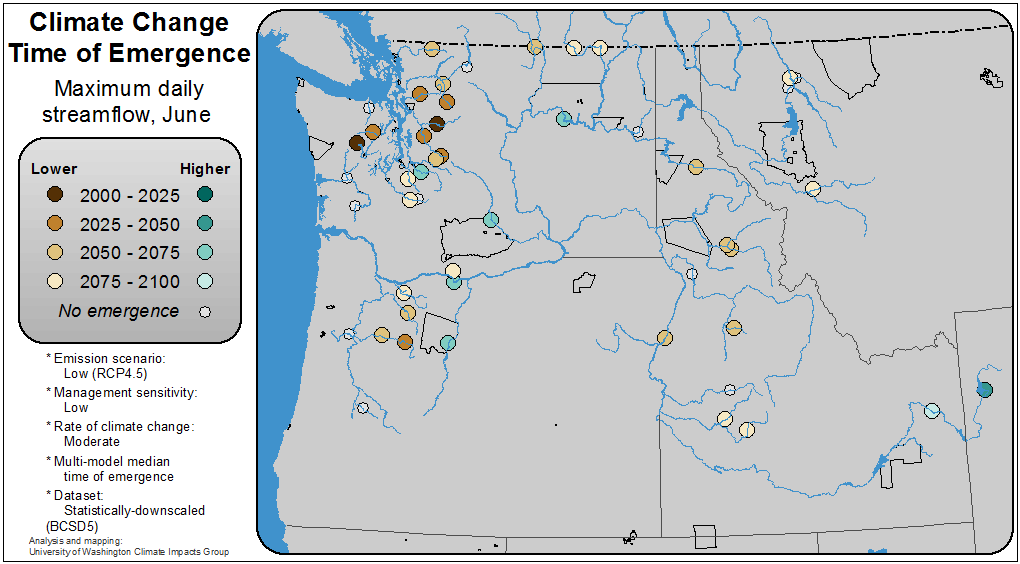 Climate Change
Time of Emergence
Maximum daily
streamflow, June
Lower Higher
2000 - 2025
2025 - 2050
2050 - 2075
2075 - 2100
No emergence
* Emission scenario:
Low (RCP4.5)
* Management sensitivity:
Low
* Rate of climate change:
Moderate
* Multi-model median
time of emergence
* Dataset:
Statistically-downscaled
(BCSD5)
Analysis and mapping:
University of Washington Climate Impacts Group